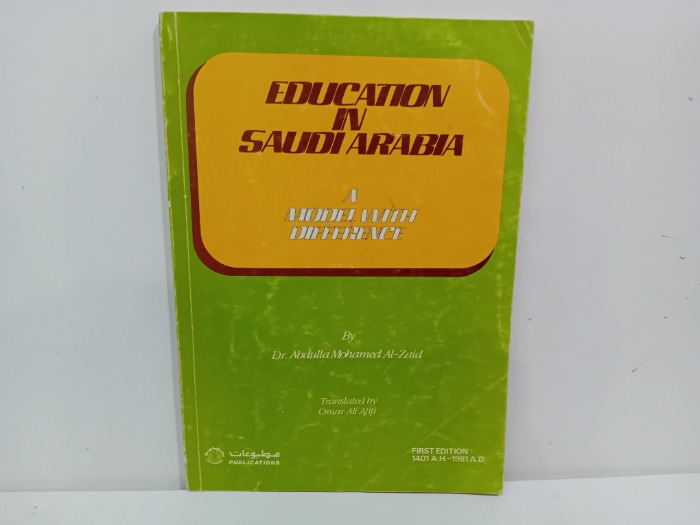 EDUCATION
IN
SAUDI ARABIA
A
MODEL WITH
DIFFERENCE
By
Dr. Abdulla Mohamed Al-Zaid
Translated by
Omar Ali Afifi
مطبوعات
PUBLICATIONS
FIRST EDITION
1401 A.H.-1981 A.D.